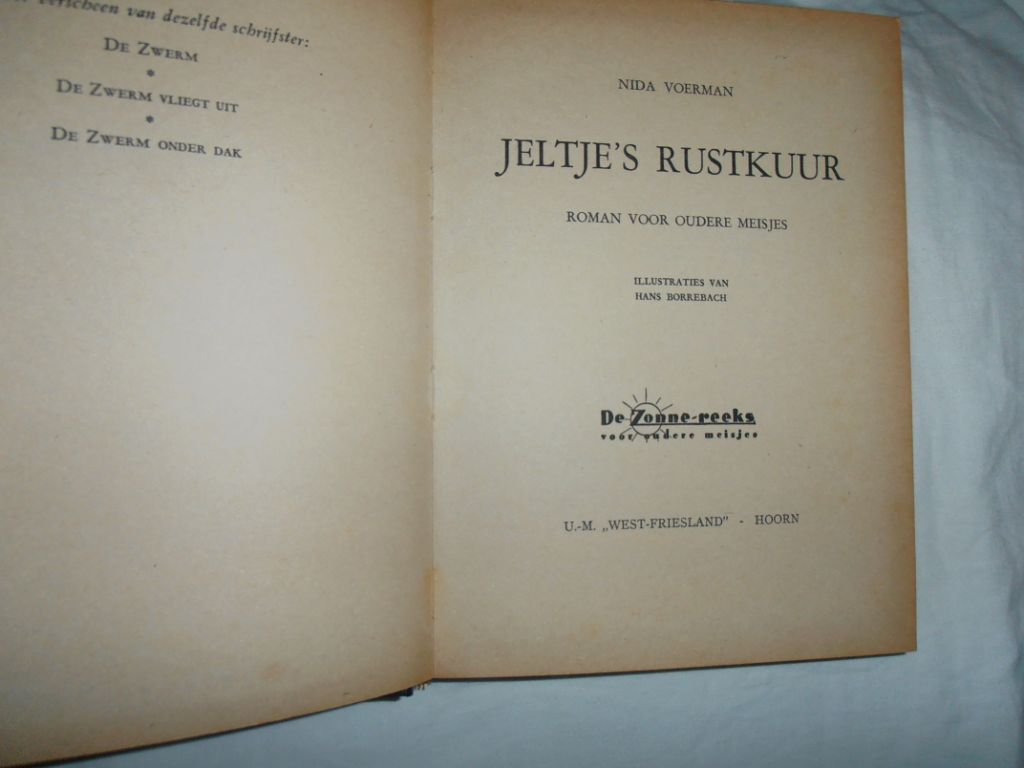 verscheen van dezelfde schrijfster:
DE ZWERM
*
DE ZWERM VLIEGT UIT
*
DE ZWERM ONDER DAK
NIDA VOERMAN
JELTJE'S RUSTKUUR
ROMAN VOOR OUDERE MEISJES
ILLUSTRATIES VAN
HANS BORREBACH
De Zonne-reeks
voor oudere meisjes
U.-M. „WEST-FRIESLAND” - HOORN